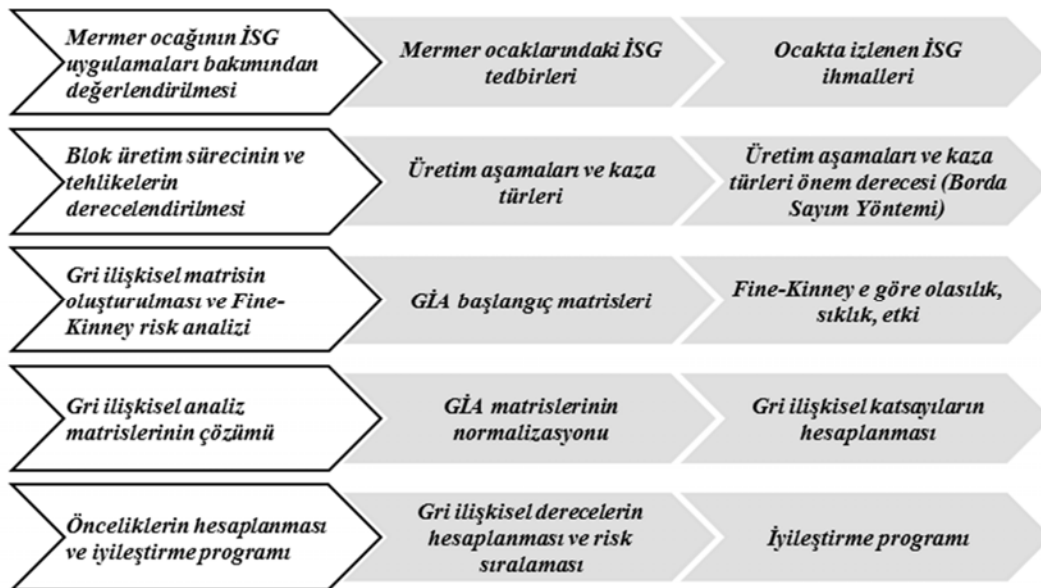 Mermer ocağının İSG
uygulamaları bakımından
değerlendirilmesi
Mermer ocaklarındaki İSG
tedbirleri
Ocakta izlenen İSG
ihmalleri
Blok üretim sürecinin ve
tehlikelerin
derecelendirilmesi
Üretim aşamaları ve kaza
türleri
Üretim aşamaları ve kaza
türleri önem derecesi (Borda
Sayım Yöntemi)
Gri ilişkisel matrisin
oluşturulması ve Fine-
Kinney risk analizi
GİA başlangıç matrisleri
Fine-Kinney e göre olasılık,
sıklık, etki
Gri ilişkisel analiz
matrislerinin çözümü
GİA matrislerinin
normalizasyonu
Gri ilişkisel katsayıların
hesaplanması
Önceliklerin hesaplanması
ve iyileştirme programı
Gri ilişkisel derecelerin
hesaplanması ve risk
sıralaması
İyileştirme programı